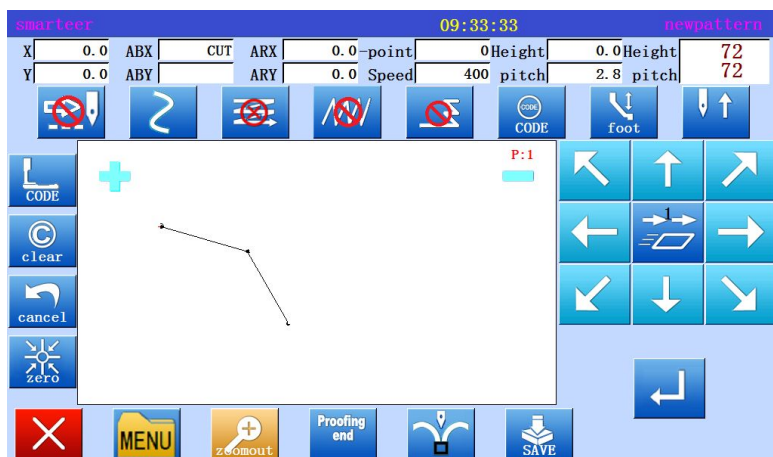 smarteer 09:33:33 newpattern
X 0.0 ABX CUT ARX 0.0 -point 0 Height 0.0 Height 72
Y 0.0 ABY ARY 0.0 Speed 400 pitch 2.8 pitch 72
CODE
CODE
foot
P:1
CODE
1
clear
cancel
zero
MENU
zoomout
Proofing
end
SAVE